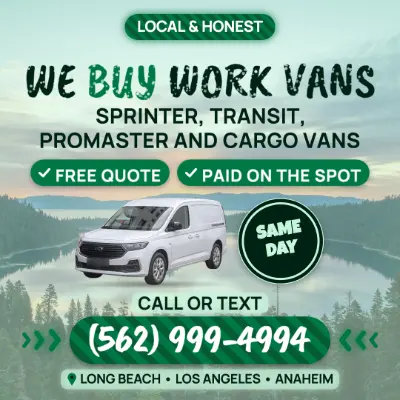 LOCAL & HONEST
WE BUY WORK VANS
SPRINTER, TRANSIT,
PROMASTER AND CARGO VANS
FREE QUOTE
PAID ON THE SPOT
SAME
DAY
CALL OR TEXT
(562) 999-4994
LONG BEACH • LOS ANGELES • ANAHEIM